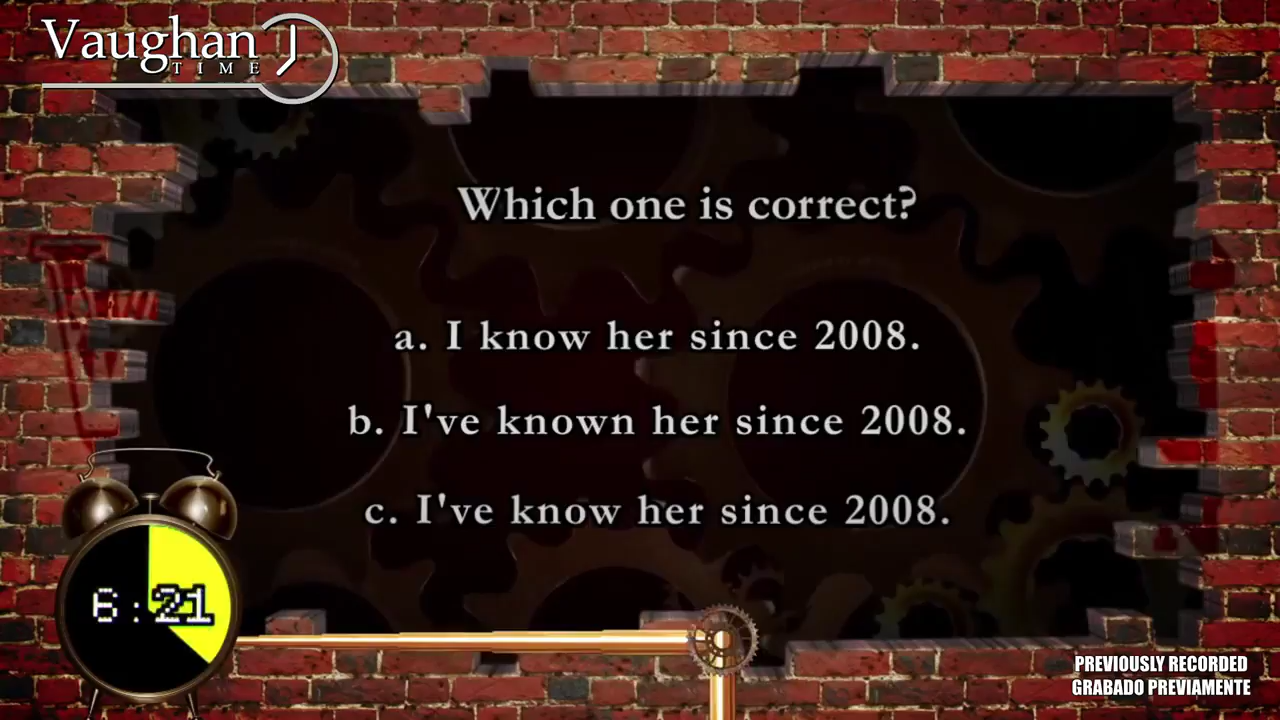 Vaughan
TIME
Which one is correct?
a. I know her since 2008.
b. I've known her since 2008.
c. I've know her since 2008.
6:21
PREVIOUSLY RECORDED
GRABADO PREVIAMENTE